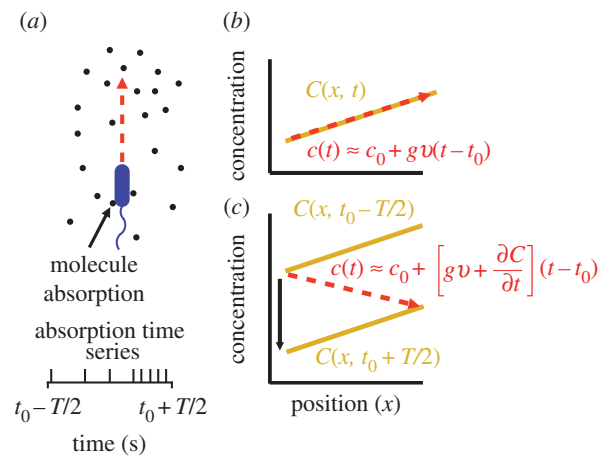 (a)
molecule
absorption
absorption time
series
t₀ – T/2
t₀ + T/2
time (s)
(b)
concentration
C(x, t)
c(t) ≈ c₀ + gυ(t – t₀)
(c)
concentration
C(x, t₀ – T/2)
c(t) ≈ c₀ + [gυ + ∂C/∂t] (t – t₀)
C(x, t₀ + T/2)
position (x)